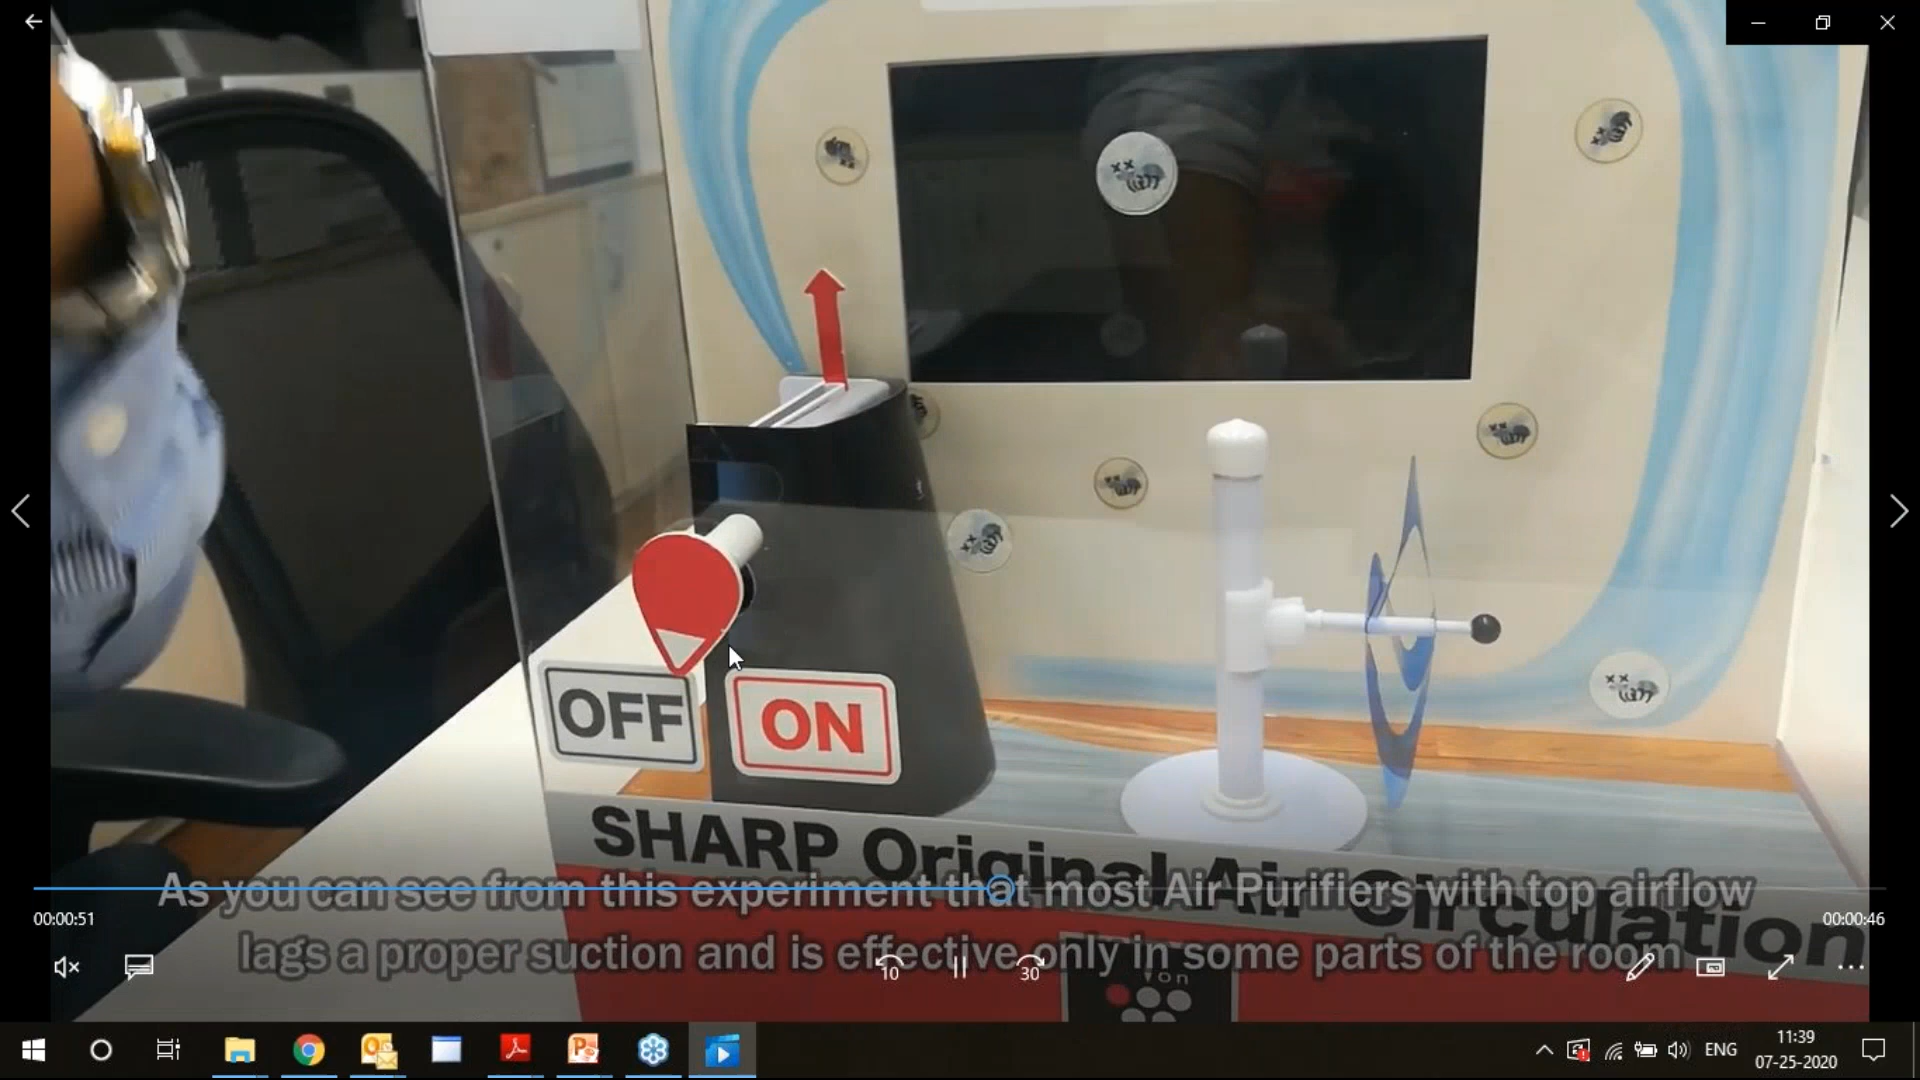 OFF
ON
SHARP Original Air Circulation
As you can see from this experiment that most Air Purifiers with top airflow
lags a proper suction and is effective only in some parts of the room
00:00:51
00:00:46
10
30
ENG
11:39
07-25-2020